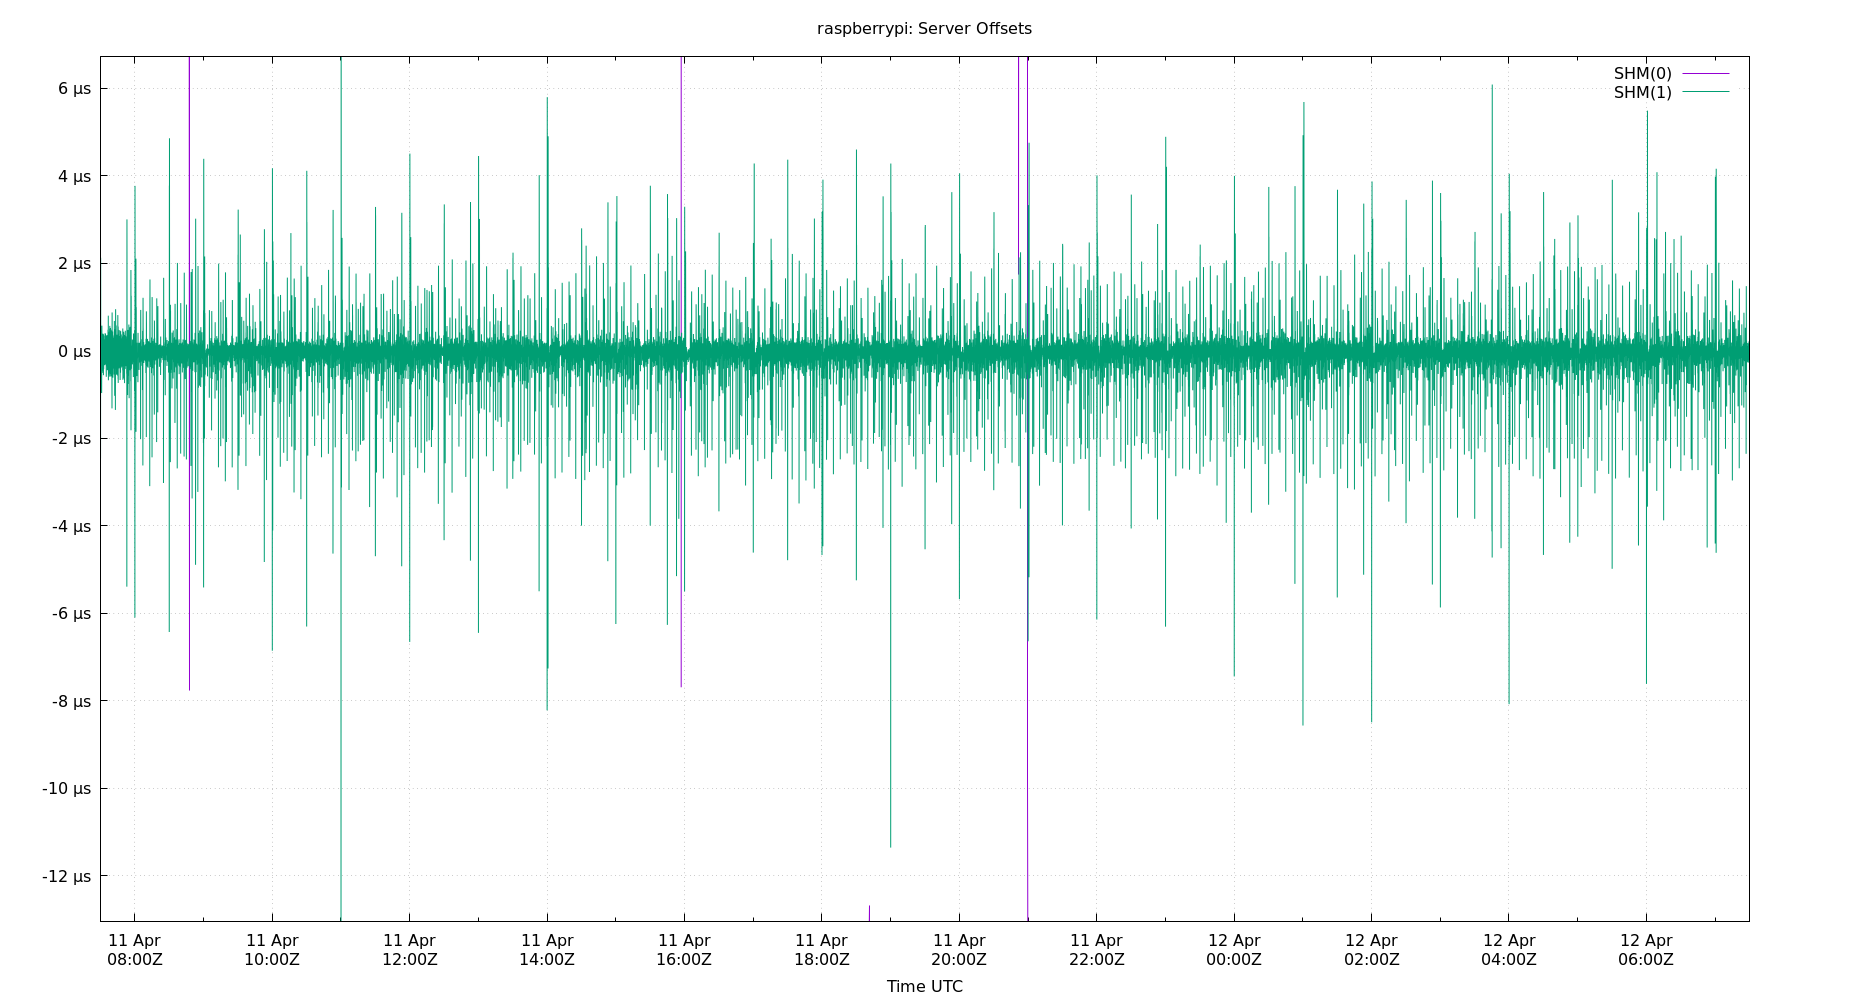 raspberrypi: Server Offsets
SHM(0)
SHM(1)
6 µs
4 µs
2 µs
0 µs
-2 µs
-4 µs
-6 µs
-8 µs
-10 µs
-12 µs
11 Apr 11 Apr 11 Apr 11 Apr 11 Apr 11 Apr 11 Apr 11 Apr 12 Apr 12 Apr 12 Apr 12 Apr
08:00Z 10:00Z 12:00Z 14:00Z 16:00Z 18:00Z 20:00Z 22:00Z 00:00Z 02:00Z 04:00Z 06:00Z
Time UTC